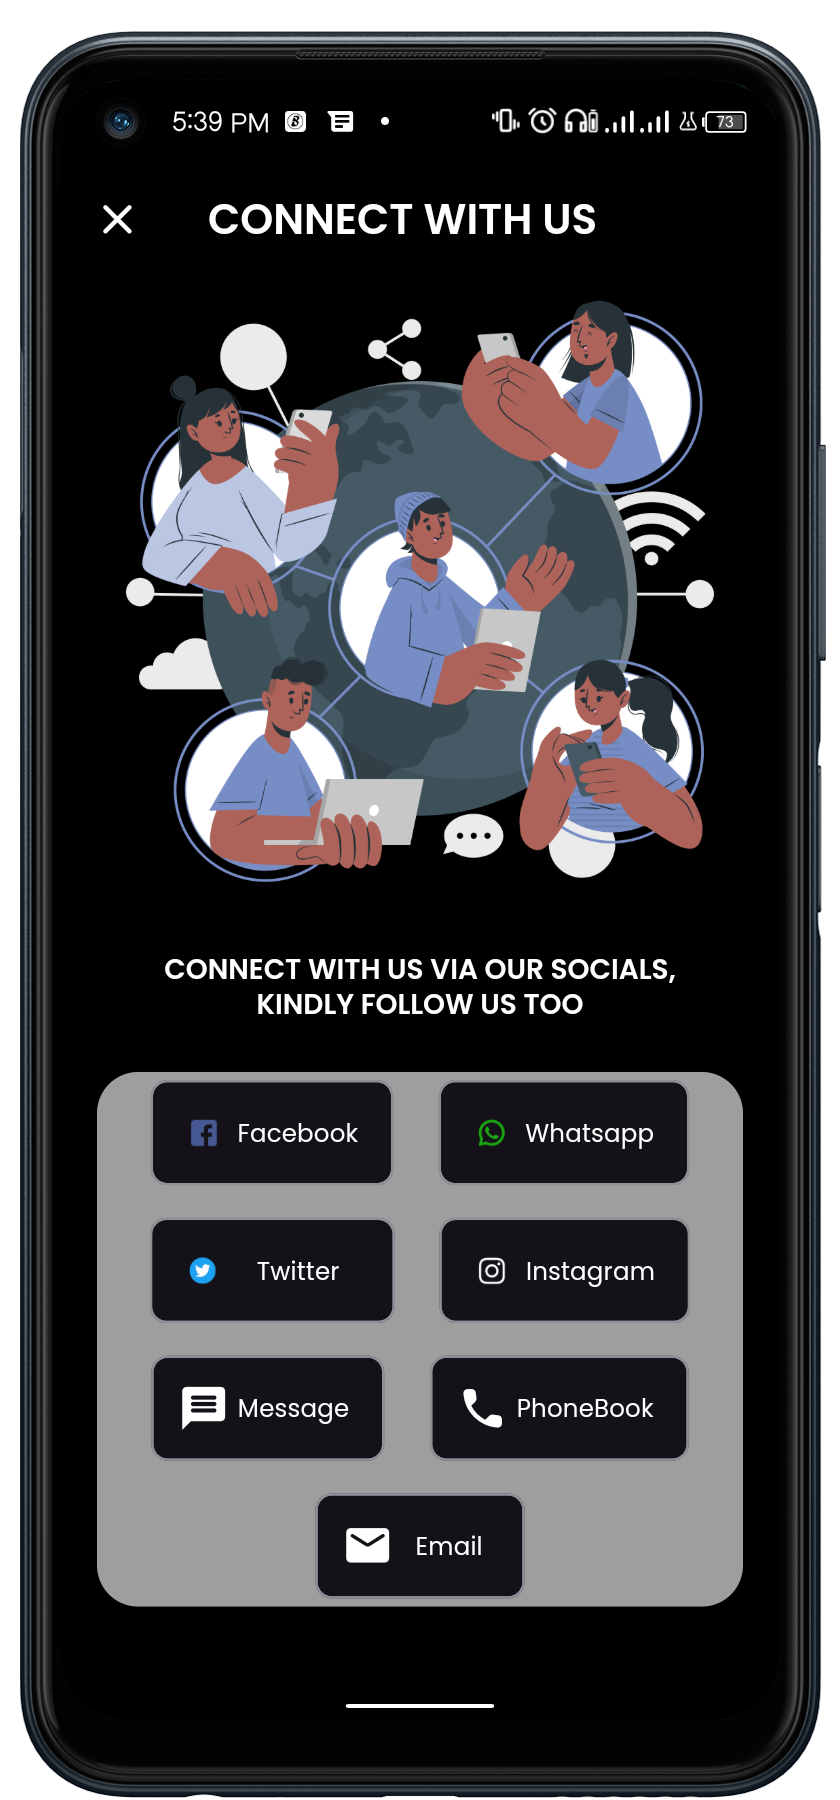 5:39 PM
73
CONNECT WITH US
CONNECT WITH US VIA OUR SOCIALS,
KINDLY FOLLOW US TOO
Facebook
Whatsapp
Twitter
Instagram
Message
PhoneBook
Email